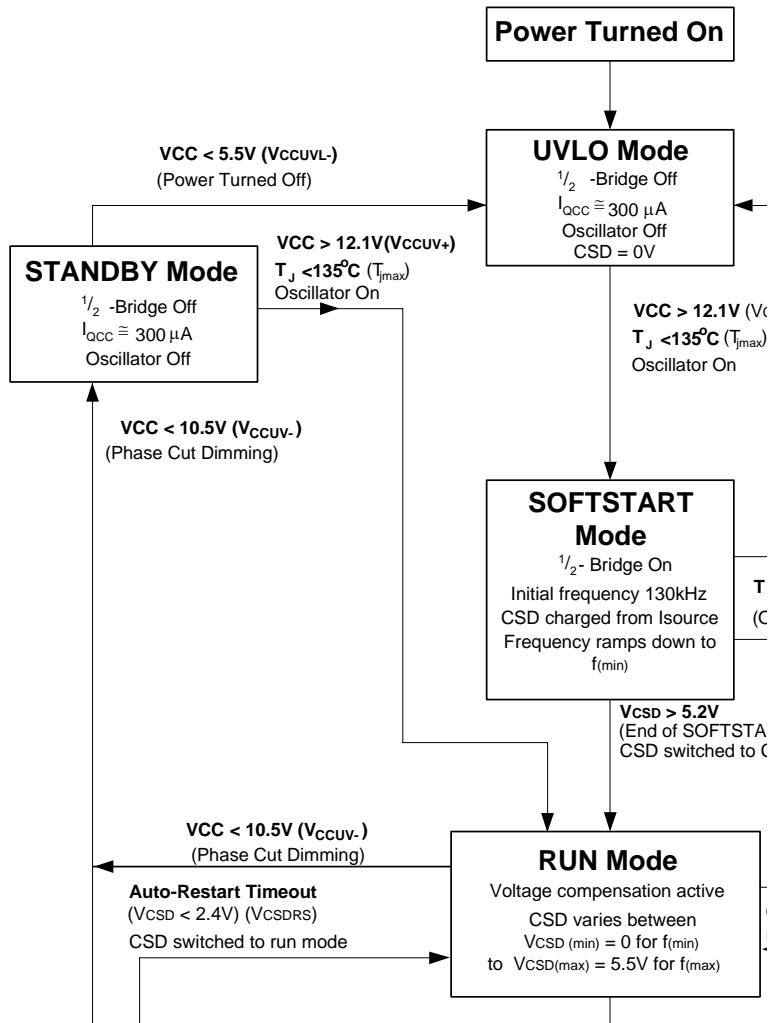 Power Turned On
VCC < 5.5V (VCCUVL-)
(Power Turned Off)
UVLO Mode
1/2 -Bridge Off
IQCC ≅ 300 μA
Oscillator Off
CSD = 0V
VCC > 12.1V(VCCUV+)
TJ <135°C (Tjmax)
Oscillator On
STANDBY Mode
1/2 -Bridge Off
IQCC ≅ 300 μA
Oscillator Off
VCC > 12.1V
TJ <135°C (Tjmax)
Oscillator On
VCC < 10.5V (VCCUV-)
(Phase Cut Dimming)
SOFTSTART
Mode
1/2- Bridge On
Initial frequency 130kHz
CSD charged from Isource
Frequency ramps down to
f(min)
T
VCSD > 5.2V
(End of
CSD switched to
VCC < 10.5V (VCCUV-)
(Phase Cut Dimming)
RUN Mode
Voltage compensation active
CSD varies between
VCSD (min) = 0 for f(min)
to VCSD(max) = 5.5V for f(max)
Auto-Restart Timeout
(VCSD < 2.4V) (VCSDRS)
CSD switched to run mode